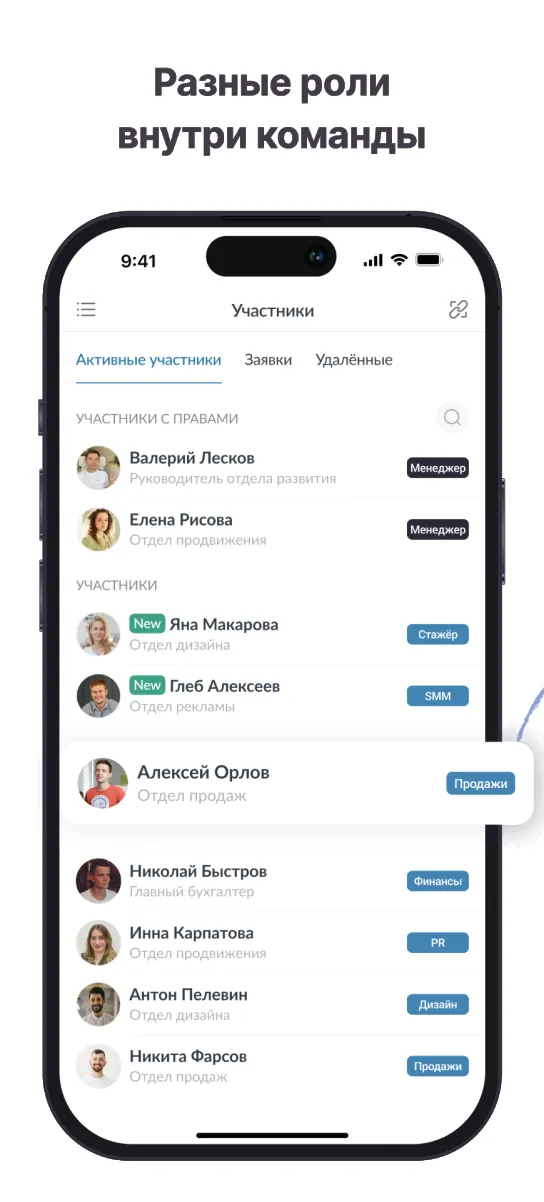 Разные роли
внутри команды
9:41
Участники
Активные участники Заявки Удалённые
УЧАСТНИКИ С ПРАВАМИ
Валерий Лесков
Руководитель отдела развития
Менеджер
Елена Рисова
Отдел продвижения
Менеджер
УЧАСТНИКИ
New Яна Макарова
Отдел дизайна
Стажёр
New Глеб Алексеев
Отдел рекламы
SMM
Алексей Орлов
Отдел продаж
Продажи
Николай Быстров
Главный бухгалтер
Финансы
Инна Карпатова
Отдел продвижения
PR
Антон Пелевин
Отдел дизайна
Дизайн
Никита Фарсов
Отдел продаж
Продажи